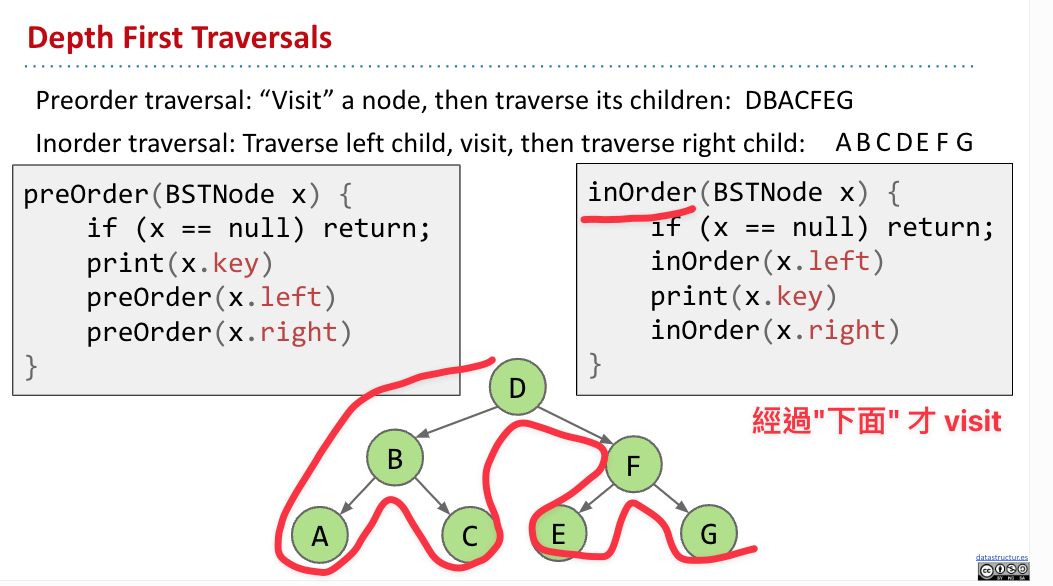 Depth First Traversals
Preorder traversal: “Visit” a node, then traverse its children: DBACFEG
Inorder traversal: Traverse left child, visit, then traverse right child: A B C D E F G
preOrder(BSTNode x) {
if (x == null) return;
print(x.key)
preOrder(x.left)
preOrder(x.right)
}
inOrder(BSTNode x) {
if (x == null) return;
inOrder(x.left)
print(x.key)
inOrder(x.right)
}
經過"下面" 才 visit
D
B
F
A
C
E
G
datastructur.es
BY NC SA